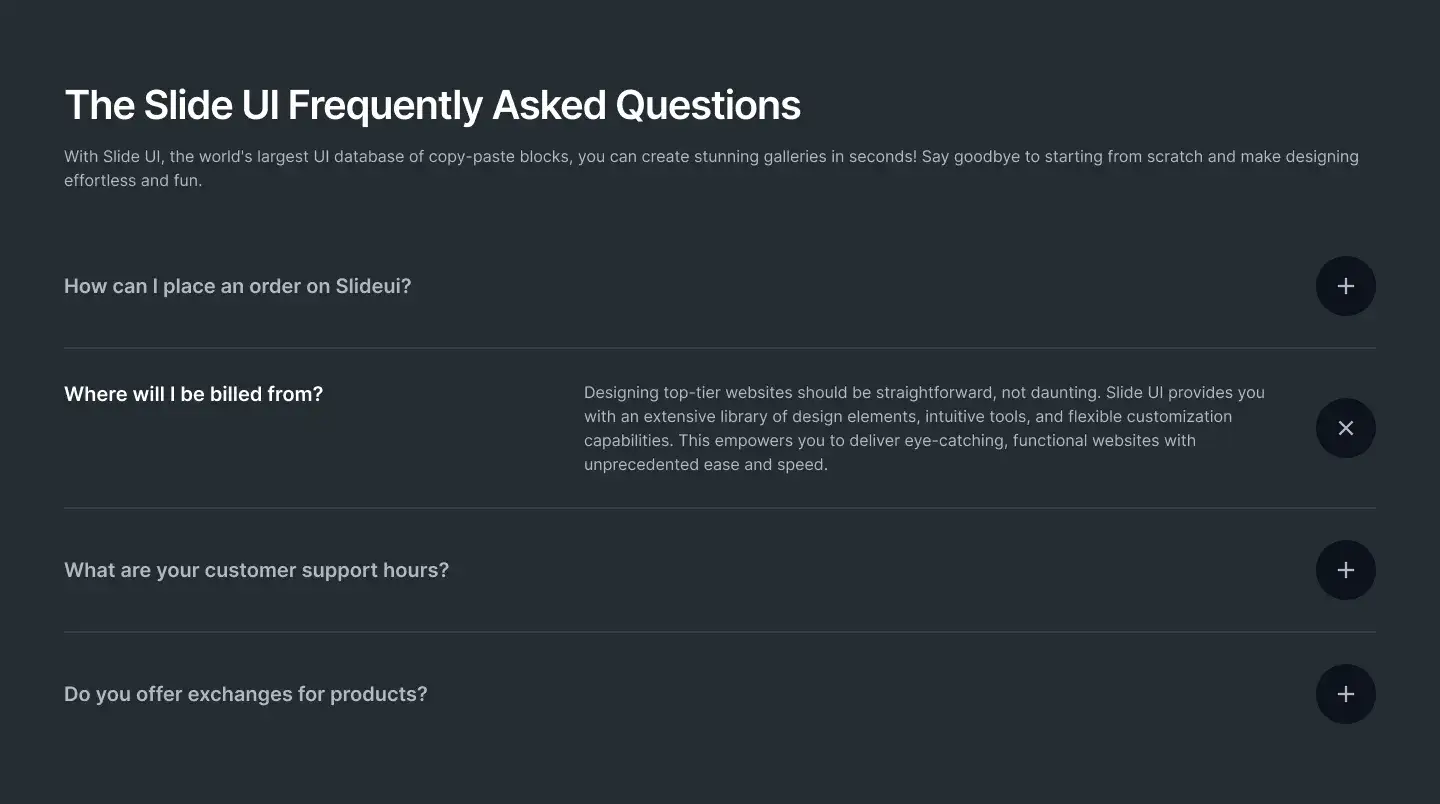 The Slide UI Frequently Asked Questions
With Slide UI, the world's largest UI database of copy-paste blocks, you can create stunning galleries in seconds! Say goodbye to starting from scratch and make designing
effortless and fun.
How can I place an order on Slideui?
Where will I be billed from?
Designing top-tier websites should be straightforward, not daunting. Slide UI provides you
with an extensive library of design elements, intuitive tools, and flexible customization
capabilities. This empowers you to deliver eye-catching, functional websites with
unprecedented ease and speed.
What are your customer support hours?
Do you offer exchanges for products?